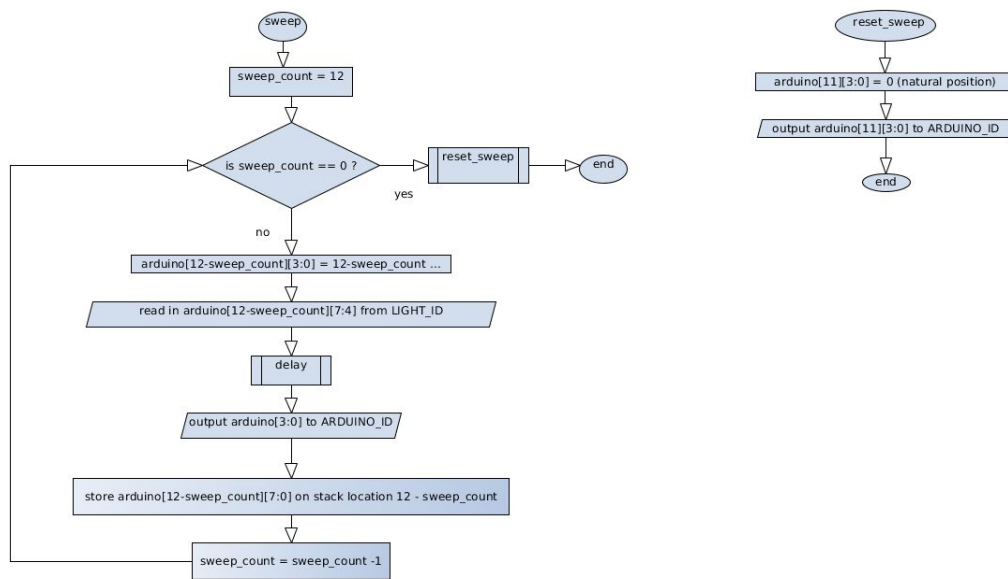 sweep
sweep_count = 12
is sweep_count == 0 ?
yes
reset_sweep
end
no
arduino[12-sweep_count][3:0] = 12-sweep_count ...
read in arduino[12-sweep_count][7:4] from LIGHT_ID
delay
output arduino[3:0] to ARDUINO_ID
store arduino[12-sweep_count][7:0] on stack location 12 - sweep_count
sweep_count = sweep_count -1
reset_sweep
arduino[11][3:0] = 0 (natural position)
output arduino[11][3:0] to ARDUINO_ID
end